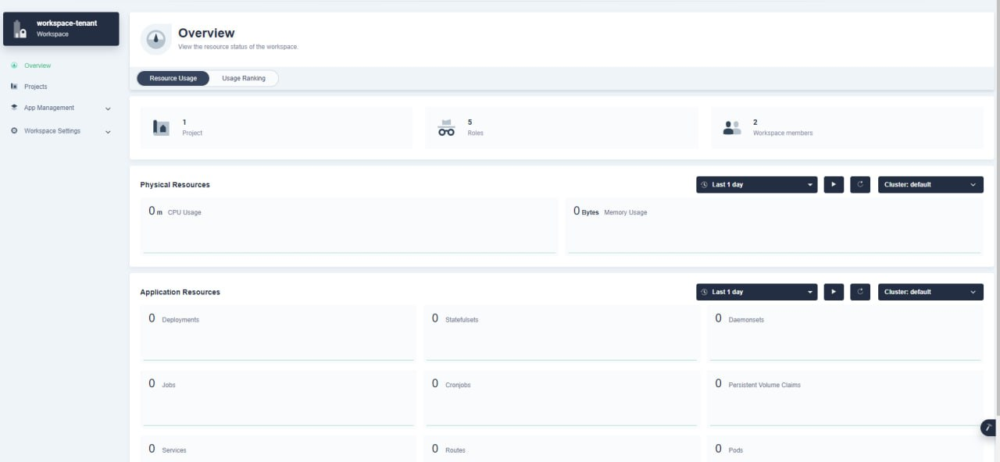 workspace-tenant
Workspace
Overview
Projects
App Management
Workspace Settings
Overview
View the resource status of the workspace.
Resource Usage
Usage Ranking
1
Project
5
Roles
2
Workspace members
Physical Resources
Last 1 day
Cluster: default
0 m CPU Usage
0 Bytes Memory Usage
Application Resources
Last 1 day
Cluster: default
0 Deployments
0 Statefulsets
0 Daemonsets
0 Jobs
0 Cronjobs
0 Persistent Volume Claims
0 Services
0 Routes
0 Pods